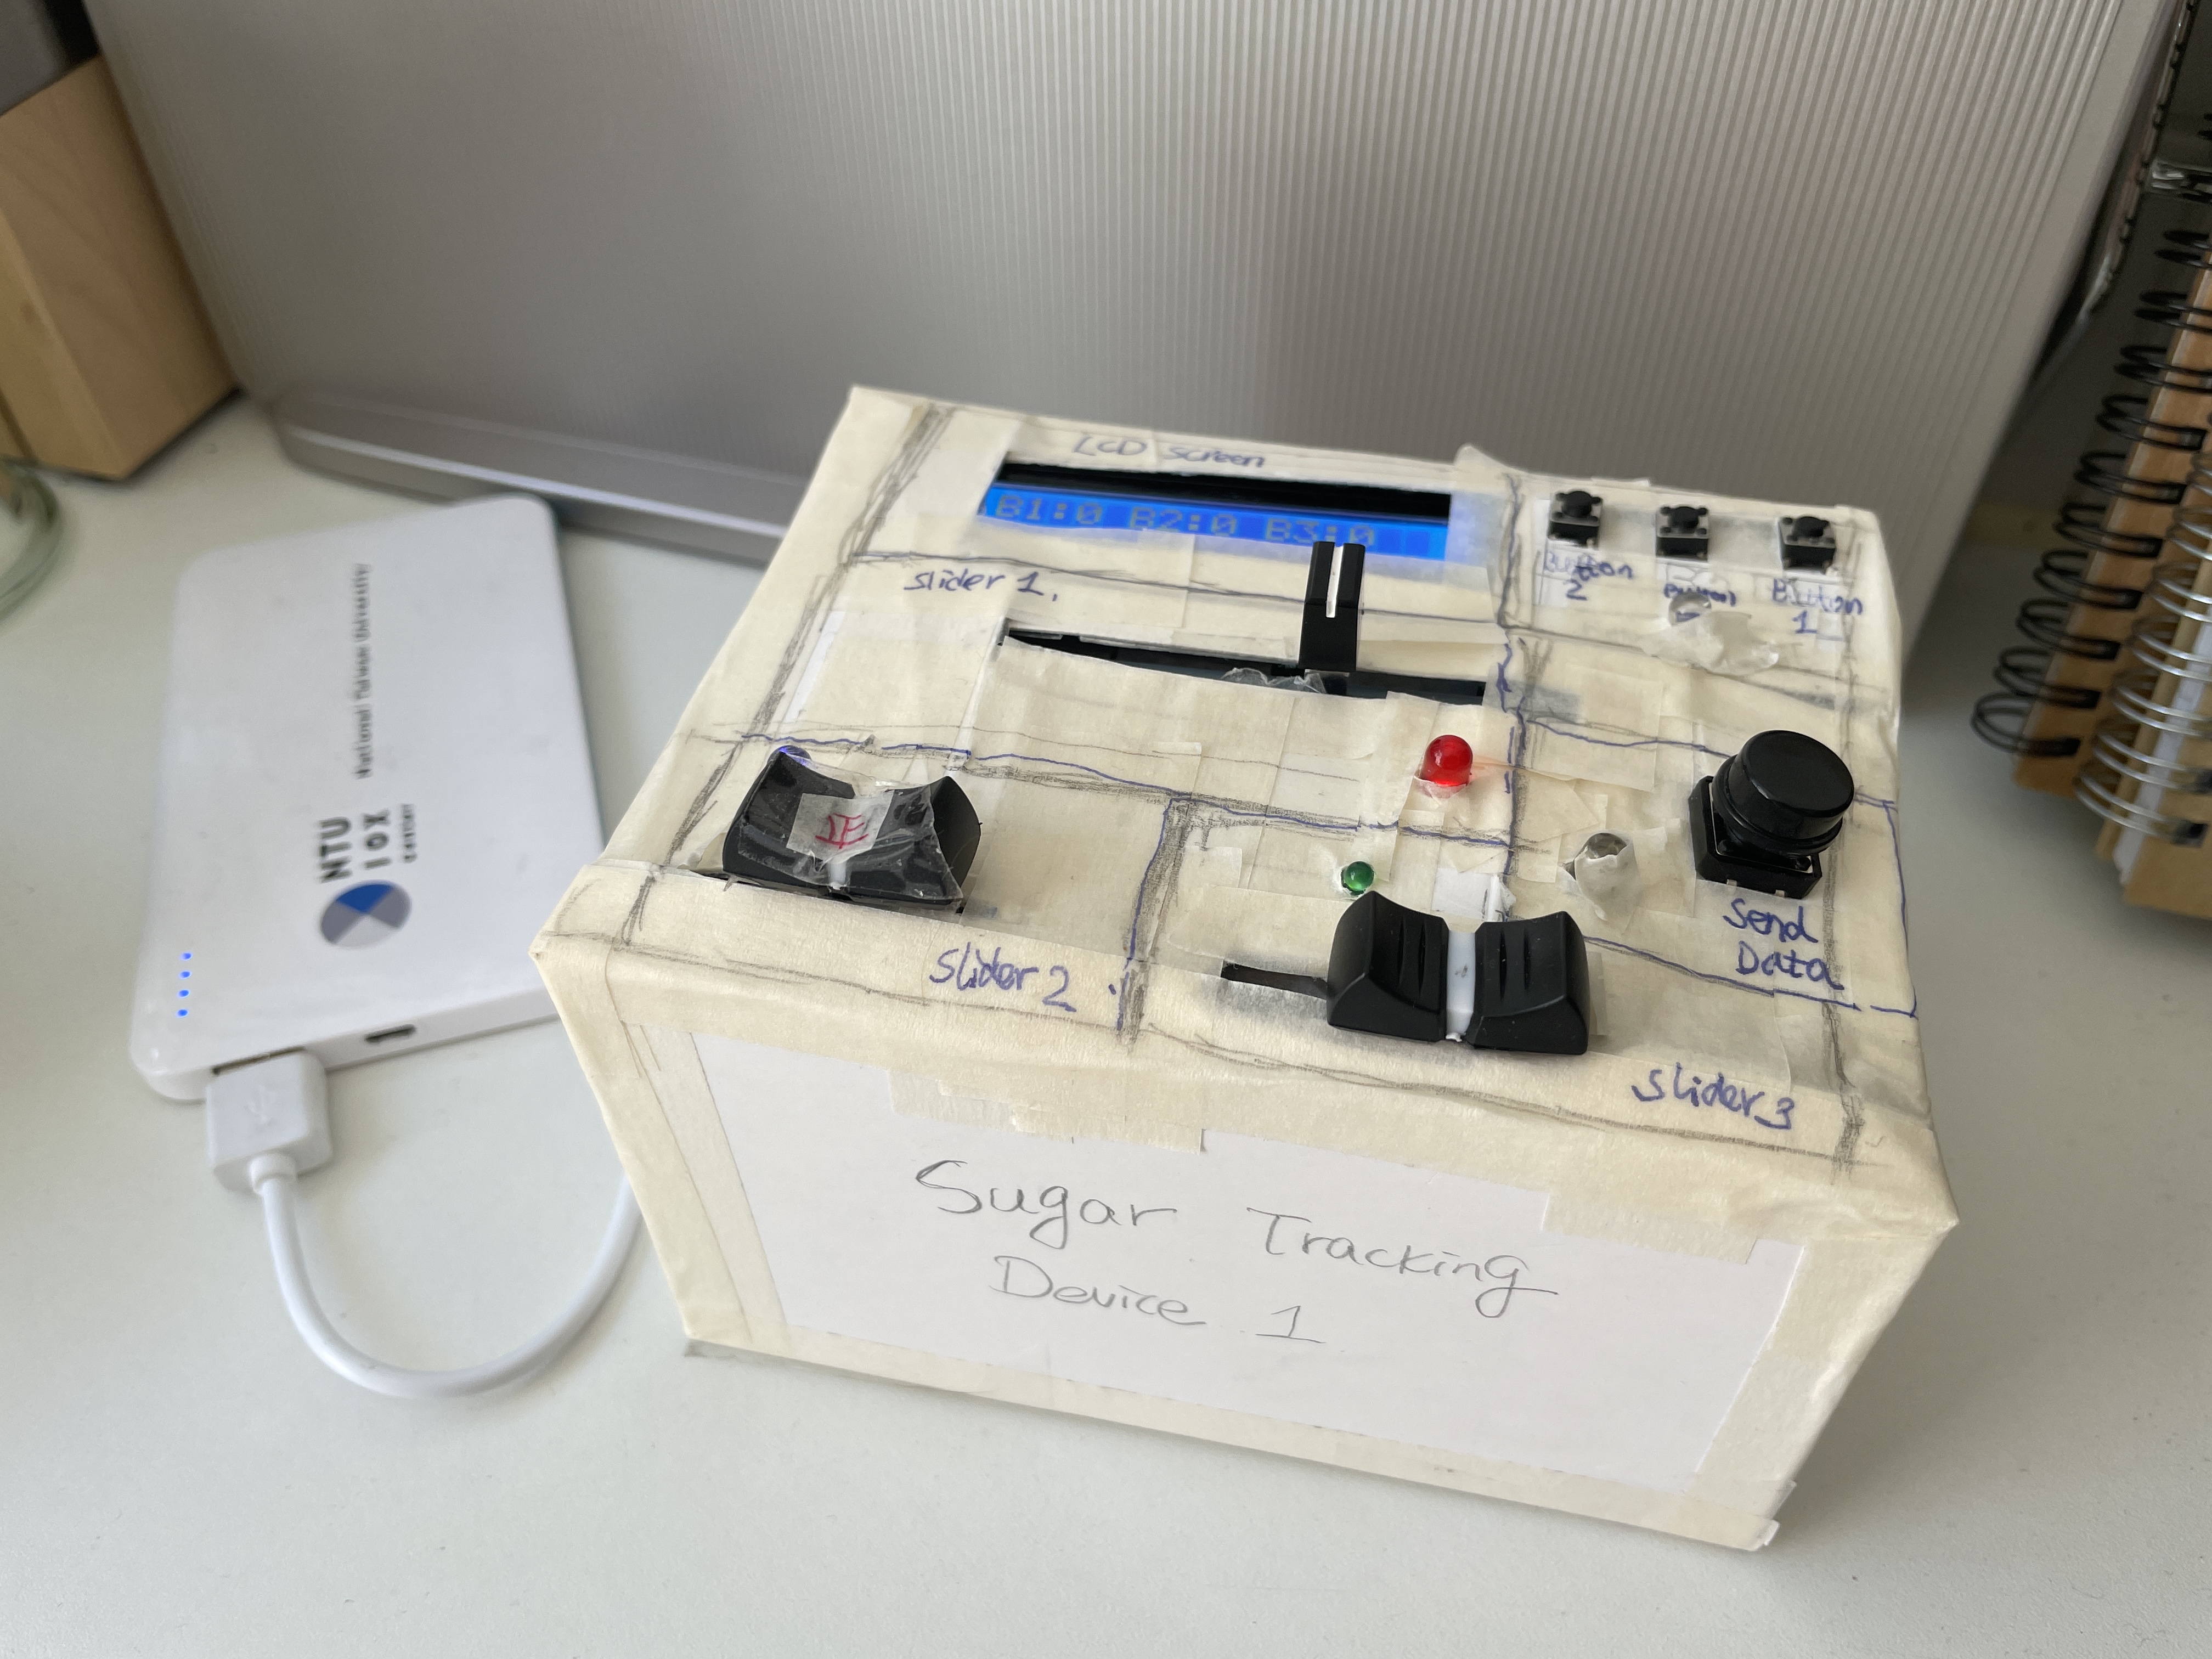 LCD screen
B1:0 B2:0 B3:0
Button
2
Button
Button
1
slider 1.
正
Send
Data
slider 2
slider 3
Sugar Tracking
Device 1
NTU
IOX
CENTER
National Taiwan University